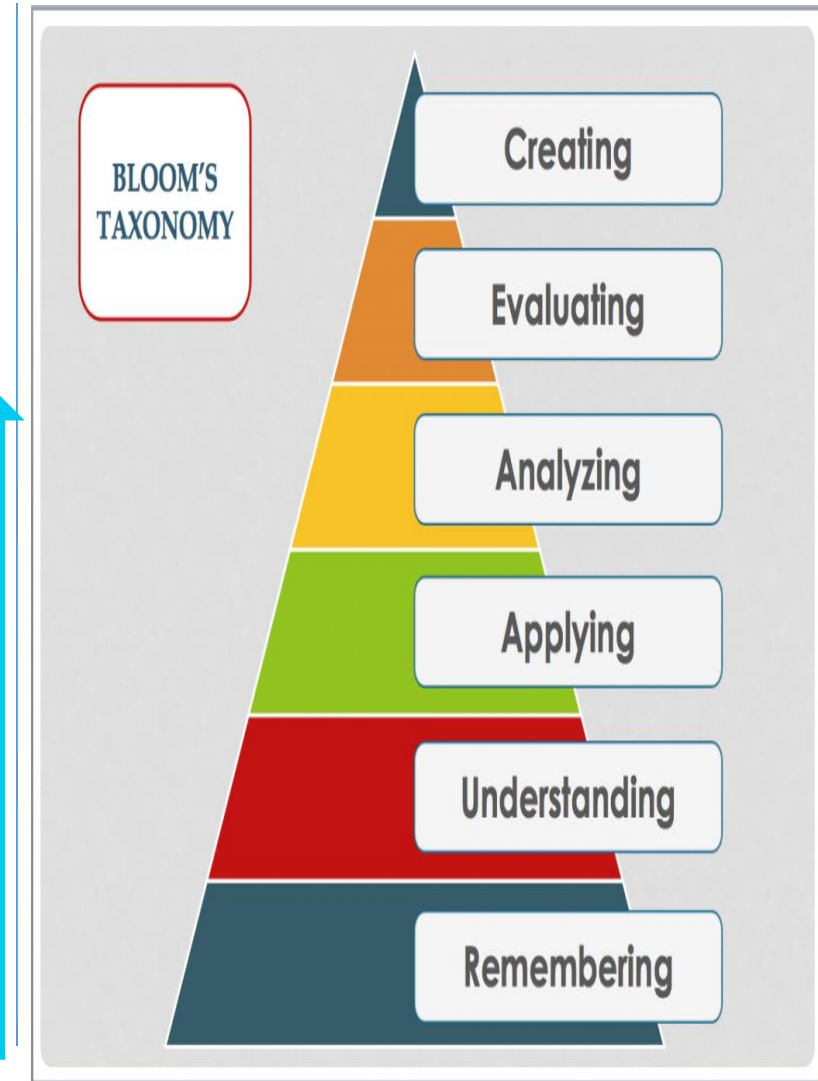 BLOOM'S
TAXONOMY
Creating
Evaluating
Analyzing
Applying
Understanding
Remembering